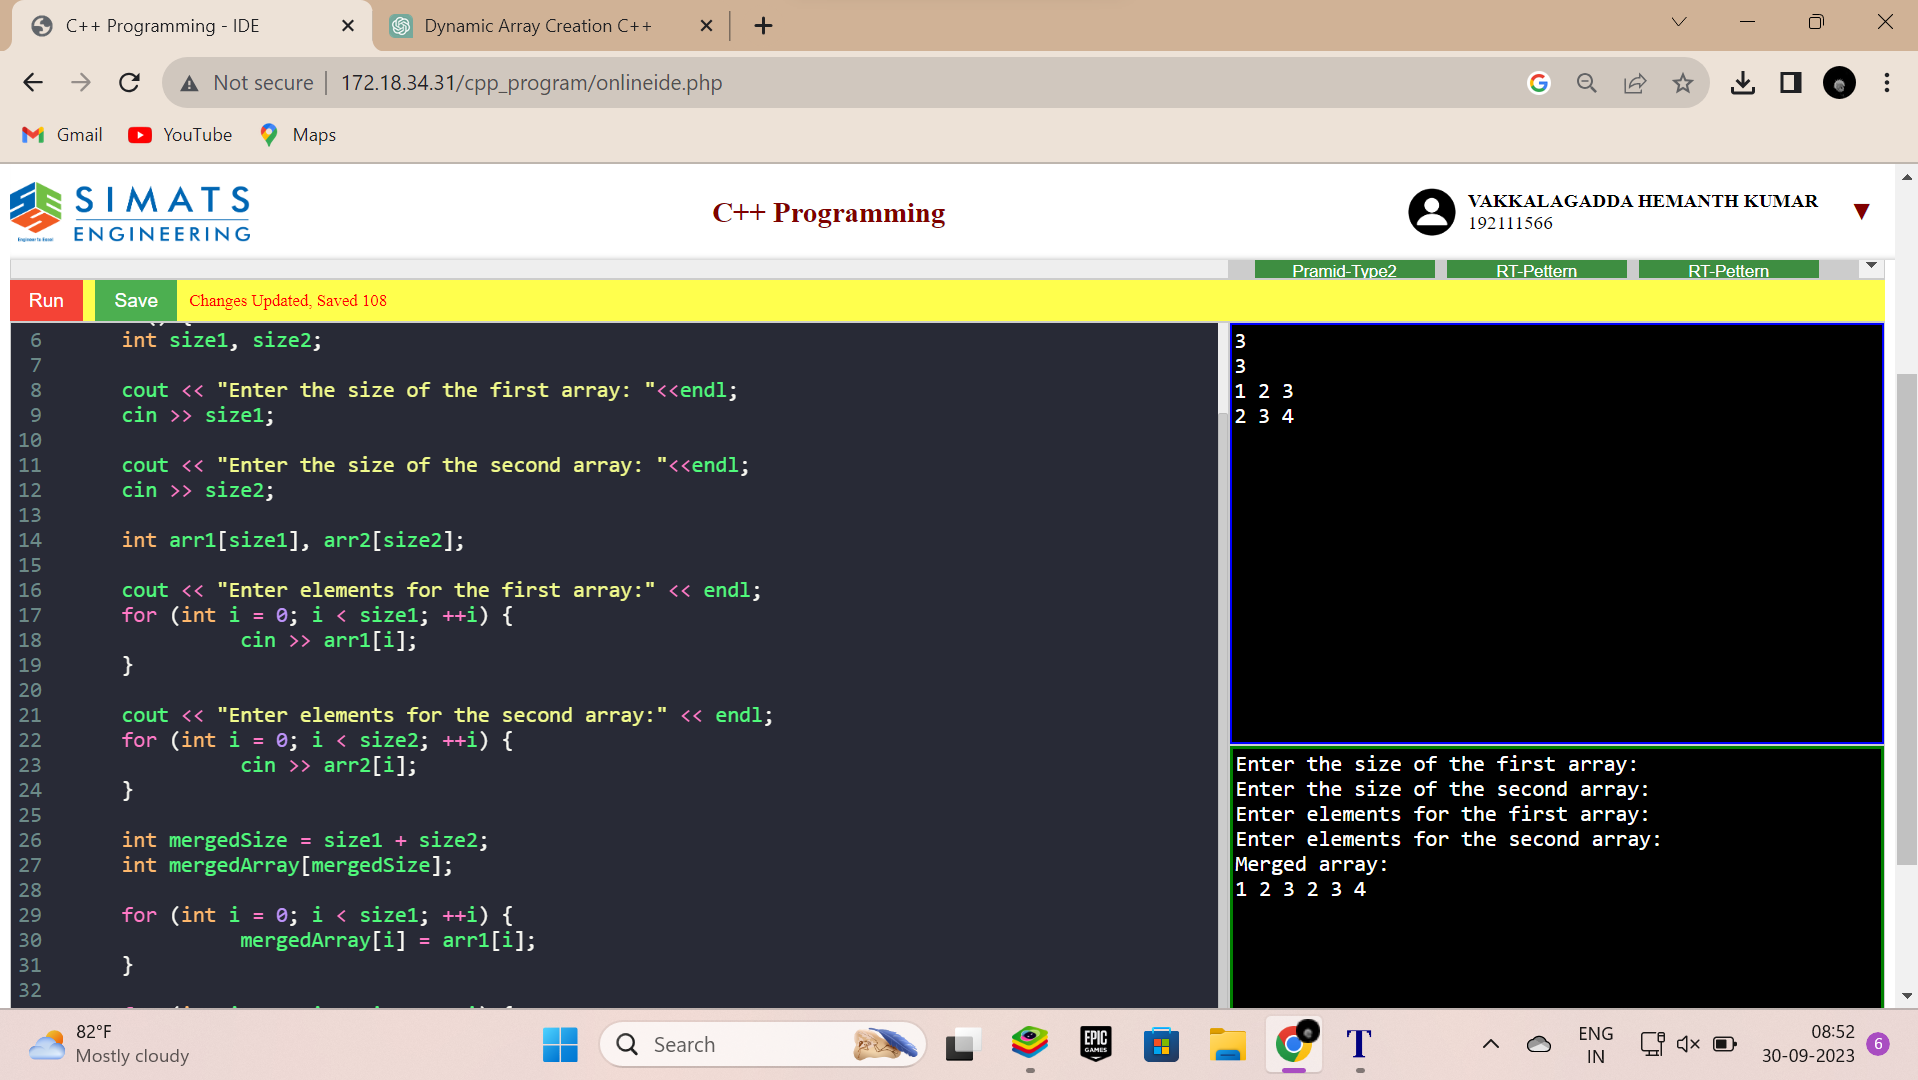 C++ Programming - IDE
Dynamic Array Creation C++
Not secure
172.18.34.31/cpp_program/onlineide.php
Gmail
YouTube
Maps
SIMATS
ENGINEERING
Engineer to Excel
C++ Programming
VAKKALAGADDA HEMANTH KUMAR
192111566
Pramid-Type2
RT-Pettern
RT-Pettern
Run
Save
Changes Updated, Saved 108
6 int size1, size2;
7
8 cout << "Enter the size of the first array: "<<endl;
9 cin >> size1;
10
11 cout << "Enter the size of the second array: "<<endl;
12 cin >> size2;
13
14 int arr1[size1], arr2[size2];
15
16 cout << "Enter elements for the first array:" << endl;
17 for (int i = 0; i < size1; ++i) {
18 cin >> arr1[i];
19 }
20
21 cout << "Enter elements for the second array:" << endl;
22 for (int i = 0; i < size2; ++i) {
23 cin >> arr2[i];
24 }
25
26 int mergedSize = size1 + size2;
27 int mergedArray[mergedSize];
28
29 for (int i = 0; i < size1; ++i) {
30 mergedArray[i] = arr1[i];
31 }
32
3
3
1 2 3
2 3 4
Enter the size of the first array:
Enter the size of the second array:
Enter elements for the first array:
Enter elements for the second array:
Merged array:
1 2 3 2 3 4
82°F
Mostly cloudy
Search
EPIC
GAMES
T
ENG
IN
08:52
30-09-2023
6